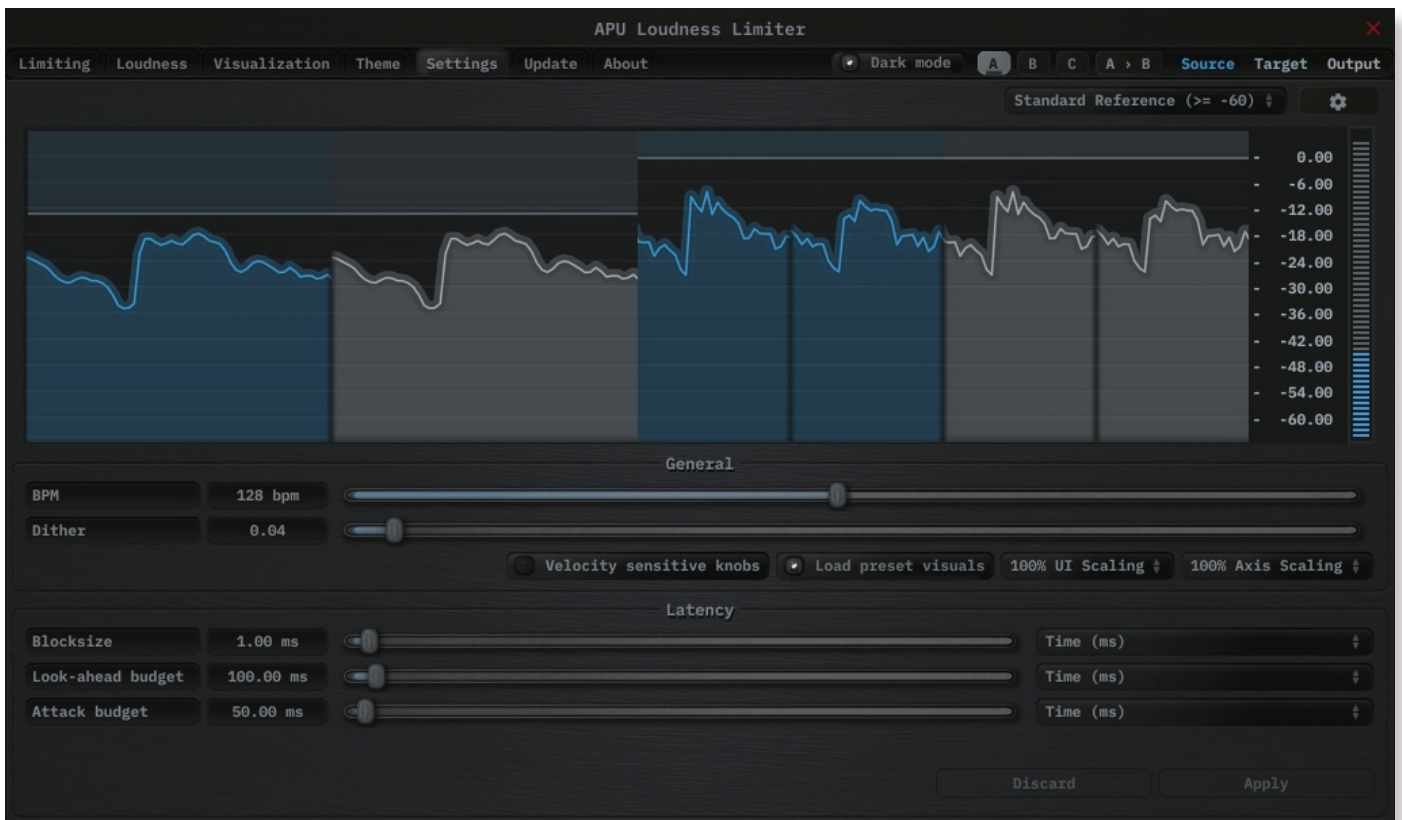 APU Loudness Limiter
Limiting Loudness Visualization Theme Settings Update About Dark mode A B C A › B Source Target Output
Standard Reference (>= -60)
- 0.00
- -6.00
- -12.00
- -18.00
- -24.00
- -30.00
- -36.00
- -42.00
- -48.00
- -54.00
- -60.00
General
BPM 128 bpm
Dither 0.04
Velocity sensitive knobs Load preset visuals 100% UI Scaling 100% Axis Scaling
Latency
Blocksize 1.00 ms Time (ms)
Look-ahead budget 100.00 ms Time (ms)
Attack budget 50.00 ms Time (ms)
Discard Apply